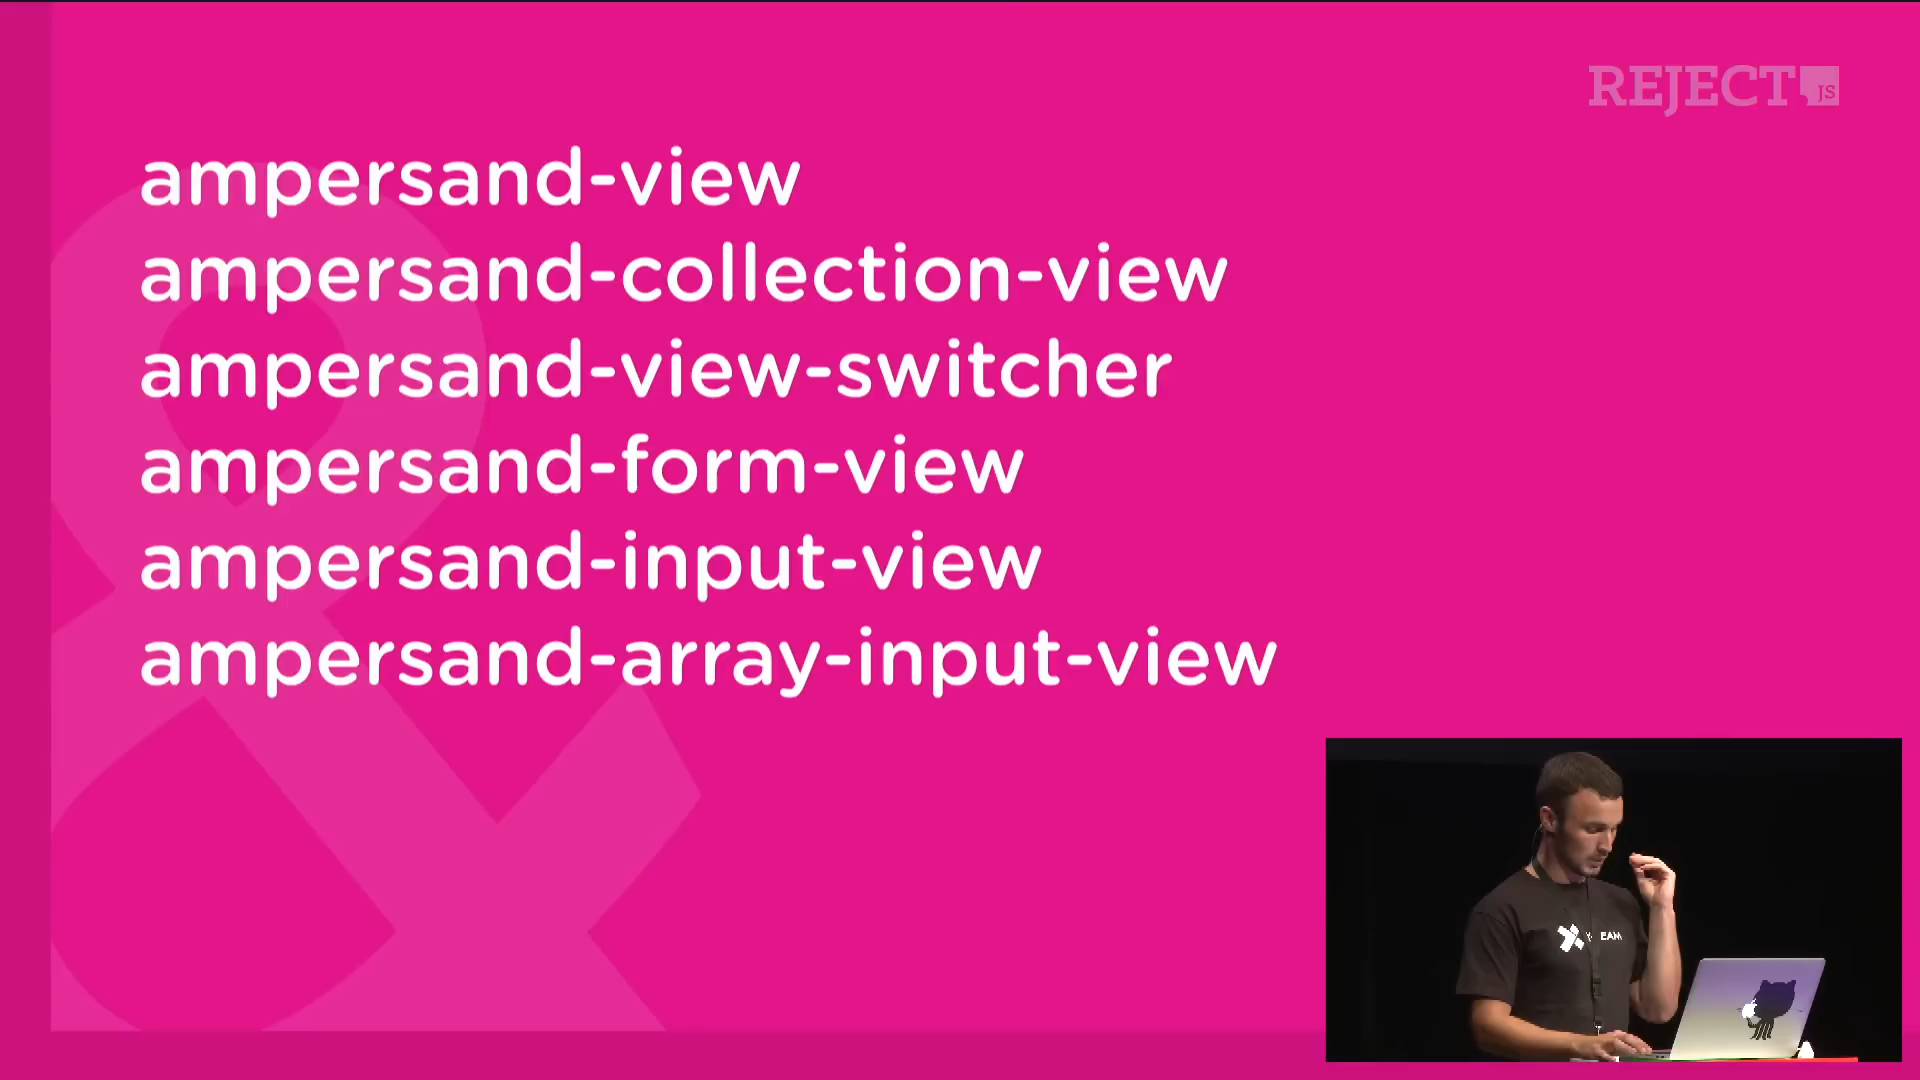 REJECT JS
ampersand-view
ampersand-collection-view
ampersand-view-switcher
ampersand-form-view
ampersand-input-view
ampersand-array-input-view